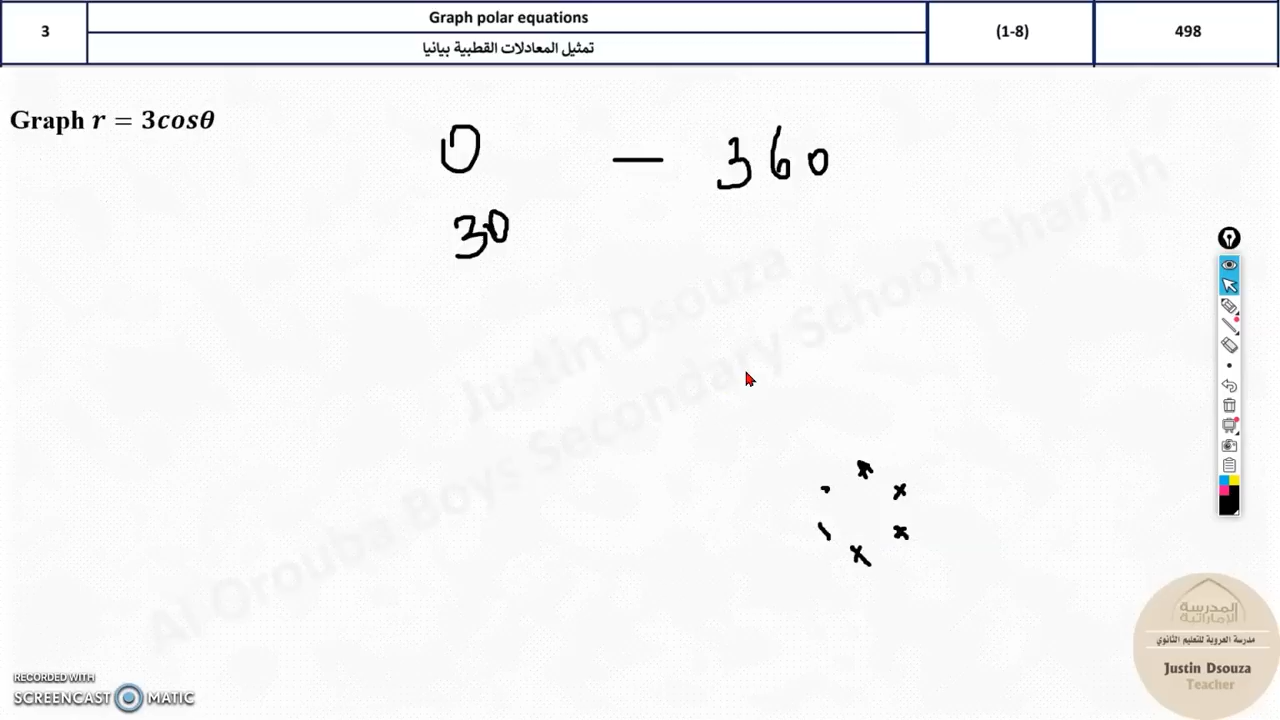 3
Graph polar equations
تمثيل المعادلات القطبية بيانيا
(1-8)
498
Graph r = 3cosθ
0 — 360
30
Justin Dsouza
Al Orouba Boys Secondary School, Sharjah
المدرسة
الإماراتية
مدرسة العروبة للتعليم الثانوي
Justin Dsouza
Teacher
RECORDED WITH
SCREENCAST MATIC